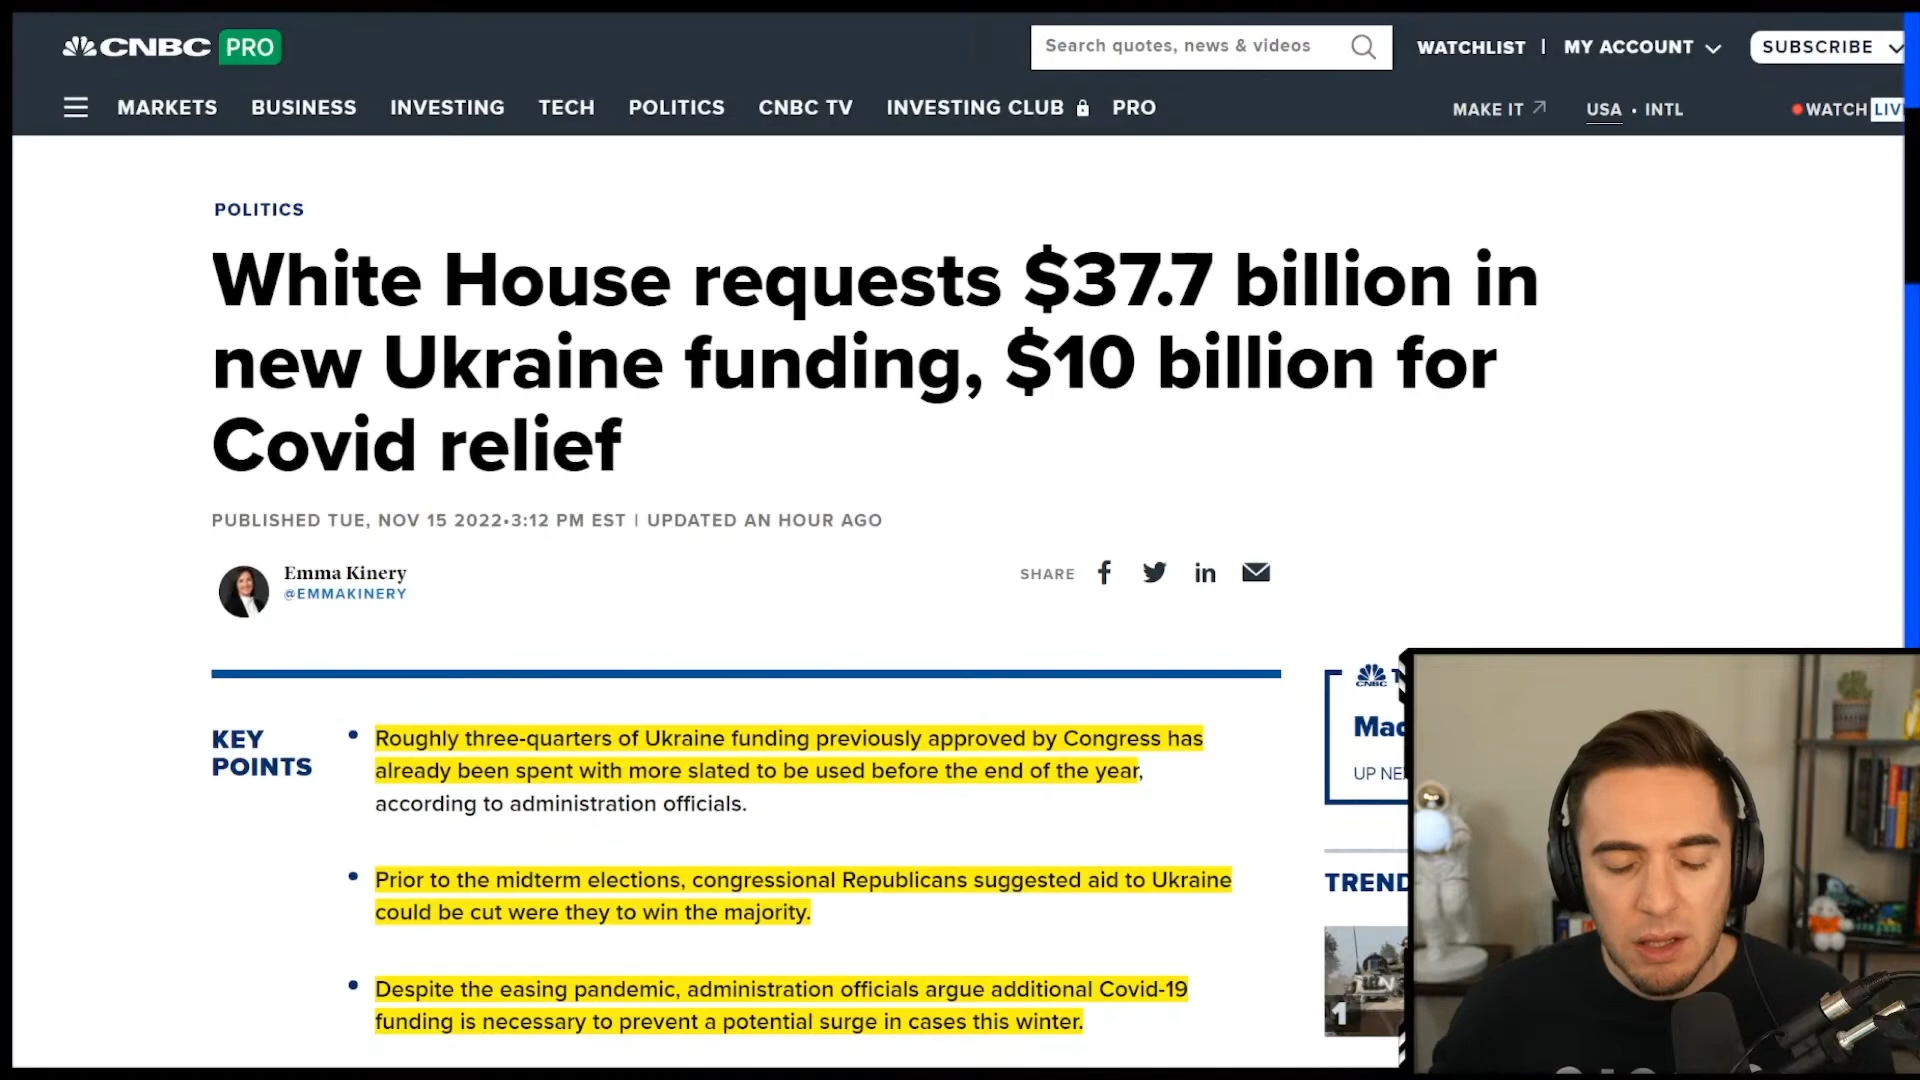 CNBC PRO
Search quotes, news & videos
WATCHLIST | MY ACCOUNT
SUBSCRIBE
MARKETS BUSINESS INVESTING TECH POLITICS CNBC TV INVESTING CLUB PRO
MAKE IT USA • INTL WATCH
POLITICS
White House requests $37.7 billion in
new Ukraine funding, $10 billion for
Covid relief
PUBLISHED TUE, NOV 15 2022•3:12 PM EST | UPDATED AN HOUR AGO
Emma Kinery
@EMMAKINERY
SHARE
KEY
POINTS
• Roughly three-quarters of Ukraine funding previously approved by Congress has
already been spent with more slated to be used before the end of the year,
according to administration officials.
• Prior to the midterm elections, congressional Republicans suggested aid to Ukraine
could be cut were they to win the majority.
• Despite the easing pandemic, administration officials argue additional Covid-19
funding is necessary to prevent a potential surge in cases this winter.
CNBC
UP
1